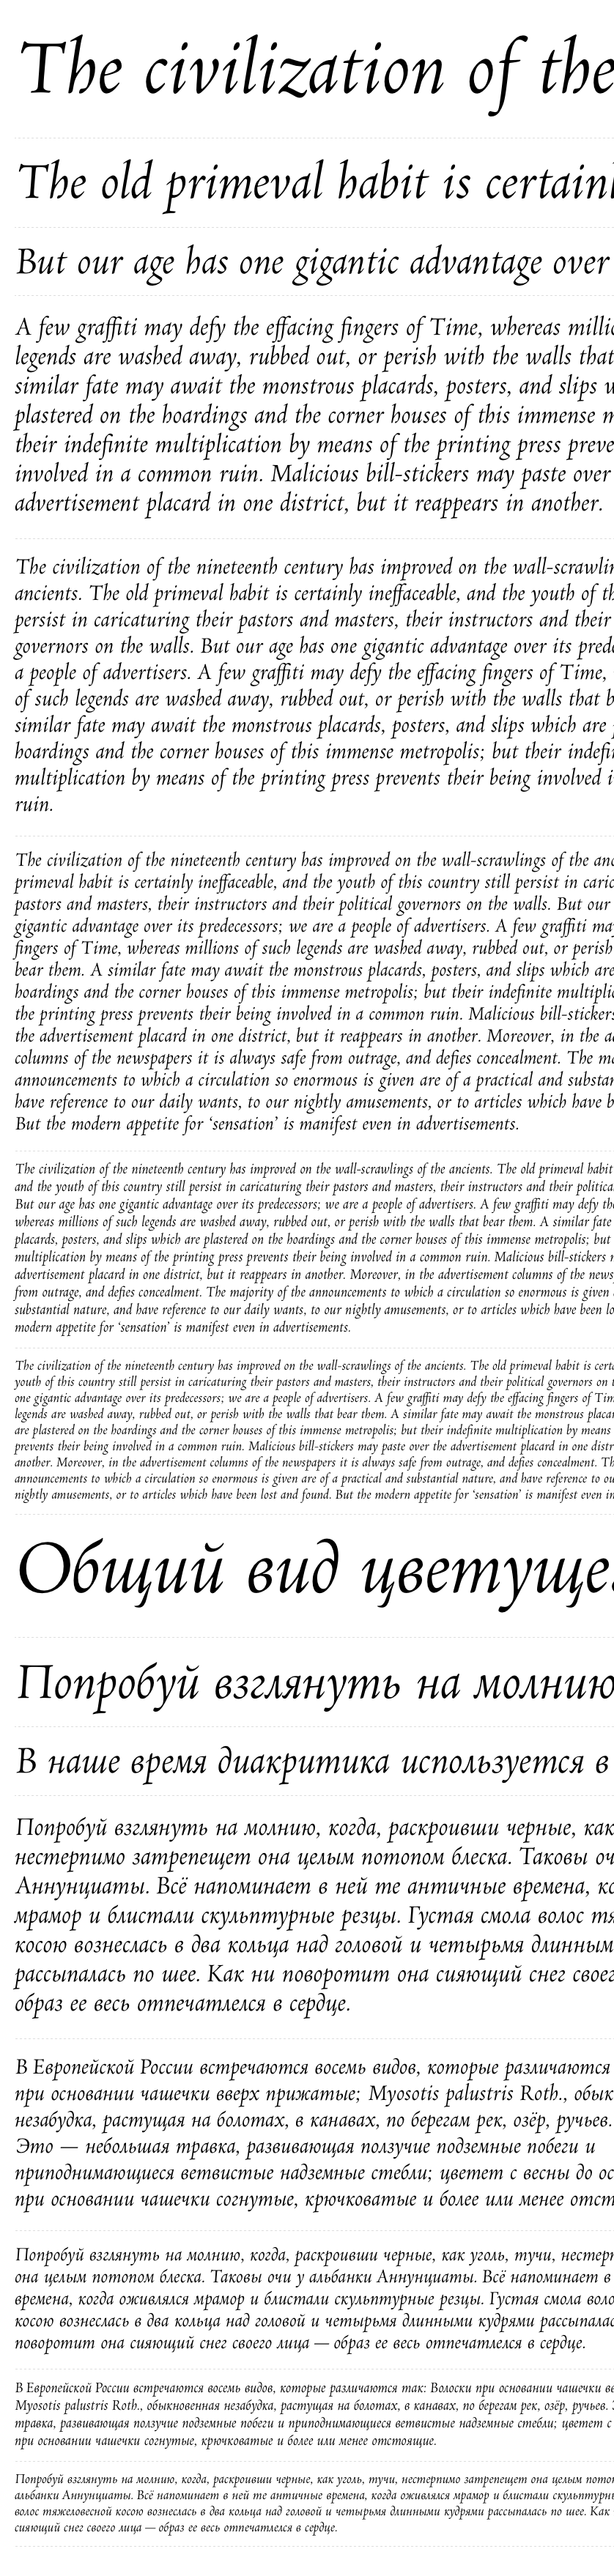 The civilization of the
The old primeval habit is certainl
But our age has one gigantic advantage over
A few graffiti may defy the effacing fingers of Time, whereas millio
legends are washed away, rubbed out, or perish with the walls that
similar fate may await the monstrous placards, posters, and slips w
plastered on the hoardings and the corner houses of this immense m
their indefinite multiplication by means of the printing press preve
involved in a common ruin. Malicious bill-stickers may paste over
advertisement placard in one district, but it reappears in another.
The civilization of the nineteenth century has improved on the wall-scrawlin
ancients. The old primeval habit is certainly ineffaceable, and the youth of th
persist in caricaturing their pastors and masters, their instructors and their
governors on the walls. But our age has one gigantic advantage over its prede
a people of advertisers. A few graffiti may defy the effacing fingers of Time,
of such legends are washed away, rubbed out, or perish with the walls that b
similar fate may await the monstrous placards, posters, and slips which are
hoardings and the corner houses of this immense metropolis; but their indefin
multiplication by means of the printing press prevents their being involved i
ruin.
The civilization of the nineteenth century has improved on the wall-scrawlings of the anc
primeval habit is certainly ineffaceable, and the youth of this country still persist in caric
pastors and masters, their instructors and their political governors on the walls. But our
gigantic advantage over its predecessors; we are a people of advertisers. A few graffiti may
fingers of Time, whereas millions of such legends are washed away, rubbed out, or perish
bear them. A similar fate may await the monstrous placards, posters, and slips which are
hoardings and the corner houses of this immense metropolis; but their indefinite multiplic
the printing press prevents their being involved in a common ruin. Malicious bill-stickers
the advertisement placard in one district, but it reappears in another. Moreover, in the ad
columns of the newspapers it is always safe from outrage, and defies concealment. The ma
announcements to which a circulation so enormous is given are of a practical and substan
have reference to our daily wants, to our nightly amusements, or to articles which have b
But the modern appetite for ‘sensation’ is manifest even in advertisements.
The civilization of the nineteenth century has improved on the wall-scrawlings of the ancients. The old primeval habit
and the youth of this country still persist in caricaturing their pastors and masters, their instructors and their politica
But our age has one gigantic advantage over its predecessors; we are a people of advertisers. A few graffiti may defy the
whereas millions of such legends are washed away, rubbed out, or perish with the walls that bear them. A similar fate
placards, posters, and slips which are plastered on the hoardings and the corner houses of this immense metropolis; but
multiplication by means of the printing press prevents their being involved in a common ruin. Malicious bill-stickers m
advertisement placard in one district, but it reappears in another. Moreover, in the advertisement columns of the news
from outrage, and defies concealment. The majority of the announcements to which a circulation so enormous is given
substantial nature, and have reference to our daily wants, to our nightly amusements, or to articles which have been lo
modern appetite for ‘sensation’ is manifest even in advertisements.
The civilization of the nineteenth century has improved on the wall-scrawlings of the ancients. The old primeval habit is certa
youth of this country still persist in caricaturing their pastors and masters, their instructors and their political governors on t
one gigantic advantage over its predecessors; we are a people of advertisers. A few graffiti may defy the effacing fingers of Tim
legends are washed away, rubbed out, or perish with the walls that bear them. A similar fate may await the monstrous placar
are plastered on the hoardings and the corner houses of this immense metropolis; but their indefinite multiplication by means
prevents their being involved in a common ruin. Malicious bill-stickers may paste over the advertisement placard in one distr
another. Moreover, in the advertisement columns of the newspapers it is always safe from outrage, and defies concealment. Th
announcements to which a circulation so enormous is given are of a practical and substantial nature, and have reference to ou
nightly amusements, or to articles which have been lost and found. But the modern appetite for ‘sensation’ is manifest even in
Общий вид цветуще
Попробуй взглянуть на молнию
В наше время диакритика используется в
Попробуй взглянуть на молнию, когда, раскроивши черные, как
нестерпимо затрепещет она целым потопом блеска. Таковы оч
Аннунциаты. Всё напоминает в ней те античные времена, ко
мрамор и блистали скульптурные резцы. Густая смола волос тя
косою вознеслась в два кольца над головой и четырьмя длинным
рассыпалась по шее. Как ни поворотит она сияющий снег своег
образ ее весь отпечатлелся в сердце.
В Европейской России встречаются восемь видов, которые различаются
при основании чашечки вверх прижатые; Myosotis palustris Roth., обык
незабудка, растущая на болотах, в канавах, по берегам рек, озёр, ручьев.
Это — небольшая травка, развивающая ползучие подземные побеги и
приподнимающиеся ветвистые надземные стебли; цветет с весны до ос
при основании чашечки согнутые, крючковатые и более или менее отст
Попробуй взглянуть на молнию, когда, раскроивши черные, как уголь, тучи, нестерп
она целым потопом блеска. Таковы очи у альбанки Аннунциаты. Всё напоминает в
времена, когда оживлялся мрамор и блистали скульптурные резцы. Густая смола воло
косою вознеслась в два кольца над головой и четырьмя длинными кудрями рассыпалас
поворотит она сияющий снег своего лица — образ ее весь отпечатлелся в сердце.
В Европейской России встречаются восемь видов, которые различаются так: Волоски при основании чашечки вв
Myosotis palustris Roth., обыкновенная незабудка, растущая на болотах, в канавах, по берегам рек, озёр, ручьев.
травка, развивающая ползучие подземные побеги и приподнимающиеся ветвистые надземные стебли; цветет с
при основании чашечки согнутые, крючковатые и более или менее отстоящие.
Попробуй взглянуть на молнию, когда, раскроивши черные, как уголь, тучи, нестерпимо затрепещет она целым потоп
альбанки Аннунциаты. Всё напоминает в ней те античные времена, когда оживлялся мрамор и блистали скульптурны
волос тяжеловесной косою вознеслась в два кольца над головой и четырьмя длинными кудрями рассыпалась по шее. Как
сияющий снег своего лица — образ ее весь отпечатлелся в сердце.